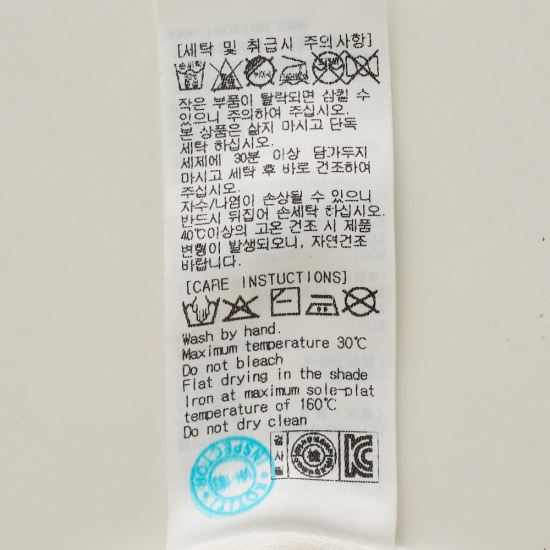 [세탁 및 취급시 주의사항]
작은 부품이 탈락되면 삼킬 수
있으니 주의하여 주십시오.
본 상품은 삶지 마시고 단독
세탁 하십시오.
세제에 30분 이상 담가두지
마시고 세탁 후 바로 건조하여
주십시오.
자수/나염이 손상될 수 있으니
반드시 뒤집어 손세탁 하십시오.
40℃이상의 고온 건조 시 제품
변형이 발생되오니, 자연건조
바랍니다.
[CARE INSTUCTIONS]
Wash by hand.
Maximum temperature 30℃
Do not bleach
Flat drying in the shade
Iron at maximum sole-plat
temperature of 160℃
Do not dry clean
검사필
KC
INSPECTOR
KOTITI